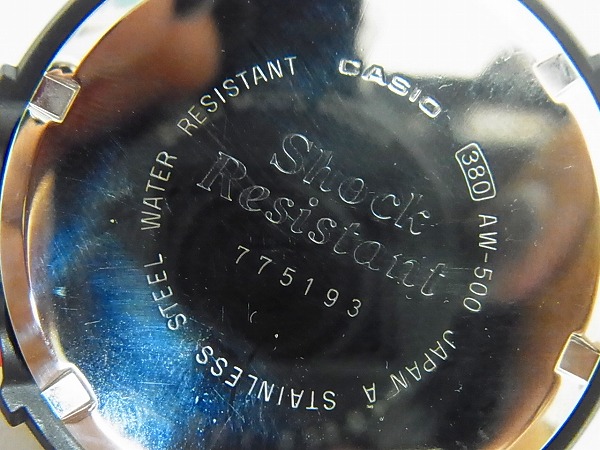 CASIO
380 AW-500 JAPAN A STAINLESS STEEL WATER RESISTANT
Shock
Resistant
775193